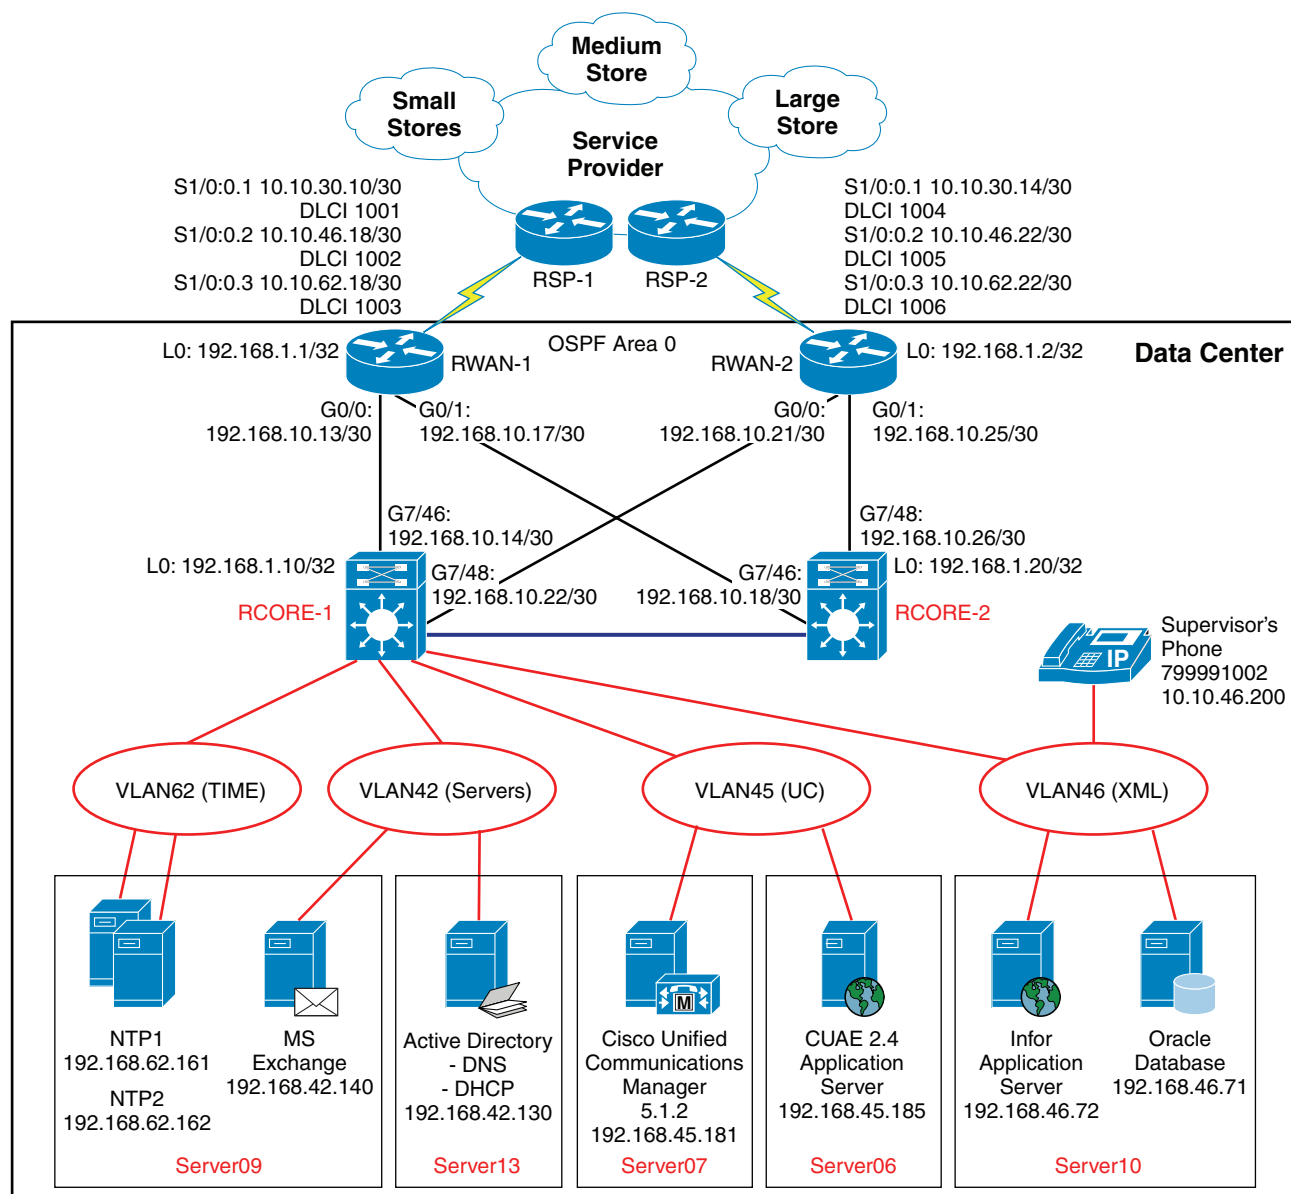 Medium
Store
Small
Stores
Large
Store
Service
Provider
S1/0:0.1 10.10.30.10/30
DLCI 1001
S1/0:0.2 10.10.46.18/30
DLCI 1002
S1/0:0.3 10.10.62.18/30
DLCI 1003
S1/0:0.1 10.10.30.14/30
DLCI 1004
S1/0:0.2 10.10.46.22/30
DLCI 1005
S1/0:0.3 10.10.62.22/30
DLCI 1006
RSP-1
RSP-2
OSPF Area 0
Data Center
L0: 192.168.1.1/32
RWAN-1
RWAN-2
L0: 192.168.1.2/32
G0/0:
192.168.10.13/30
G0/1:
192.168.10.17/30
G0/0:
192.168.10.21/30
G0/1:
192.168.10.25/30
G7/46:
192.168.10.14/30
G7/48:
192.168.10.26/30
L0: 192.168.1.10/32
G7/48:
192.168.10.22/30
G7/46:
192.168.10.18/30
L0: 192.168.1.20/32
RCORE-1
RCORE-2
IP
Supervisor's
Phone
799991002
10.10.46.200
VLAN62 (TIME)
VLAN42 (Servers)
VLAN45 (UC)
VLAN46 (XML)
M
NTP1
192.168.62.161
NTP2
192.168.62.162
MS
Exchange
192.168.42.140
Server09
Active Directory
- DNS
- DHCP
192.168.42.130
Server13
Cisco Unified
Communications
Manager
5.1.2
192.168.45.181
Server07
CUAE 2.4
Application
Server
192.168.45.185
Server06
Infor
Application
Server
192.168.46.72
Oracle
Database
192.168.46.71
Server10